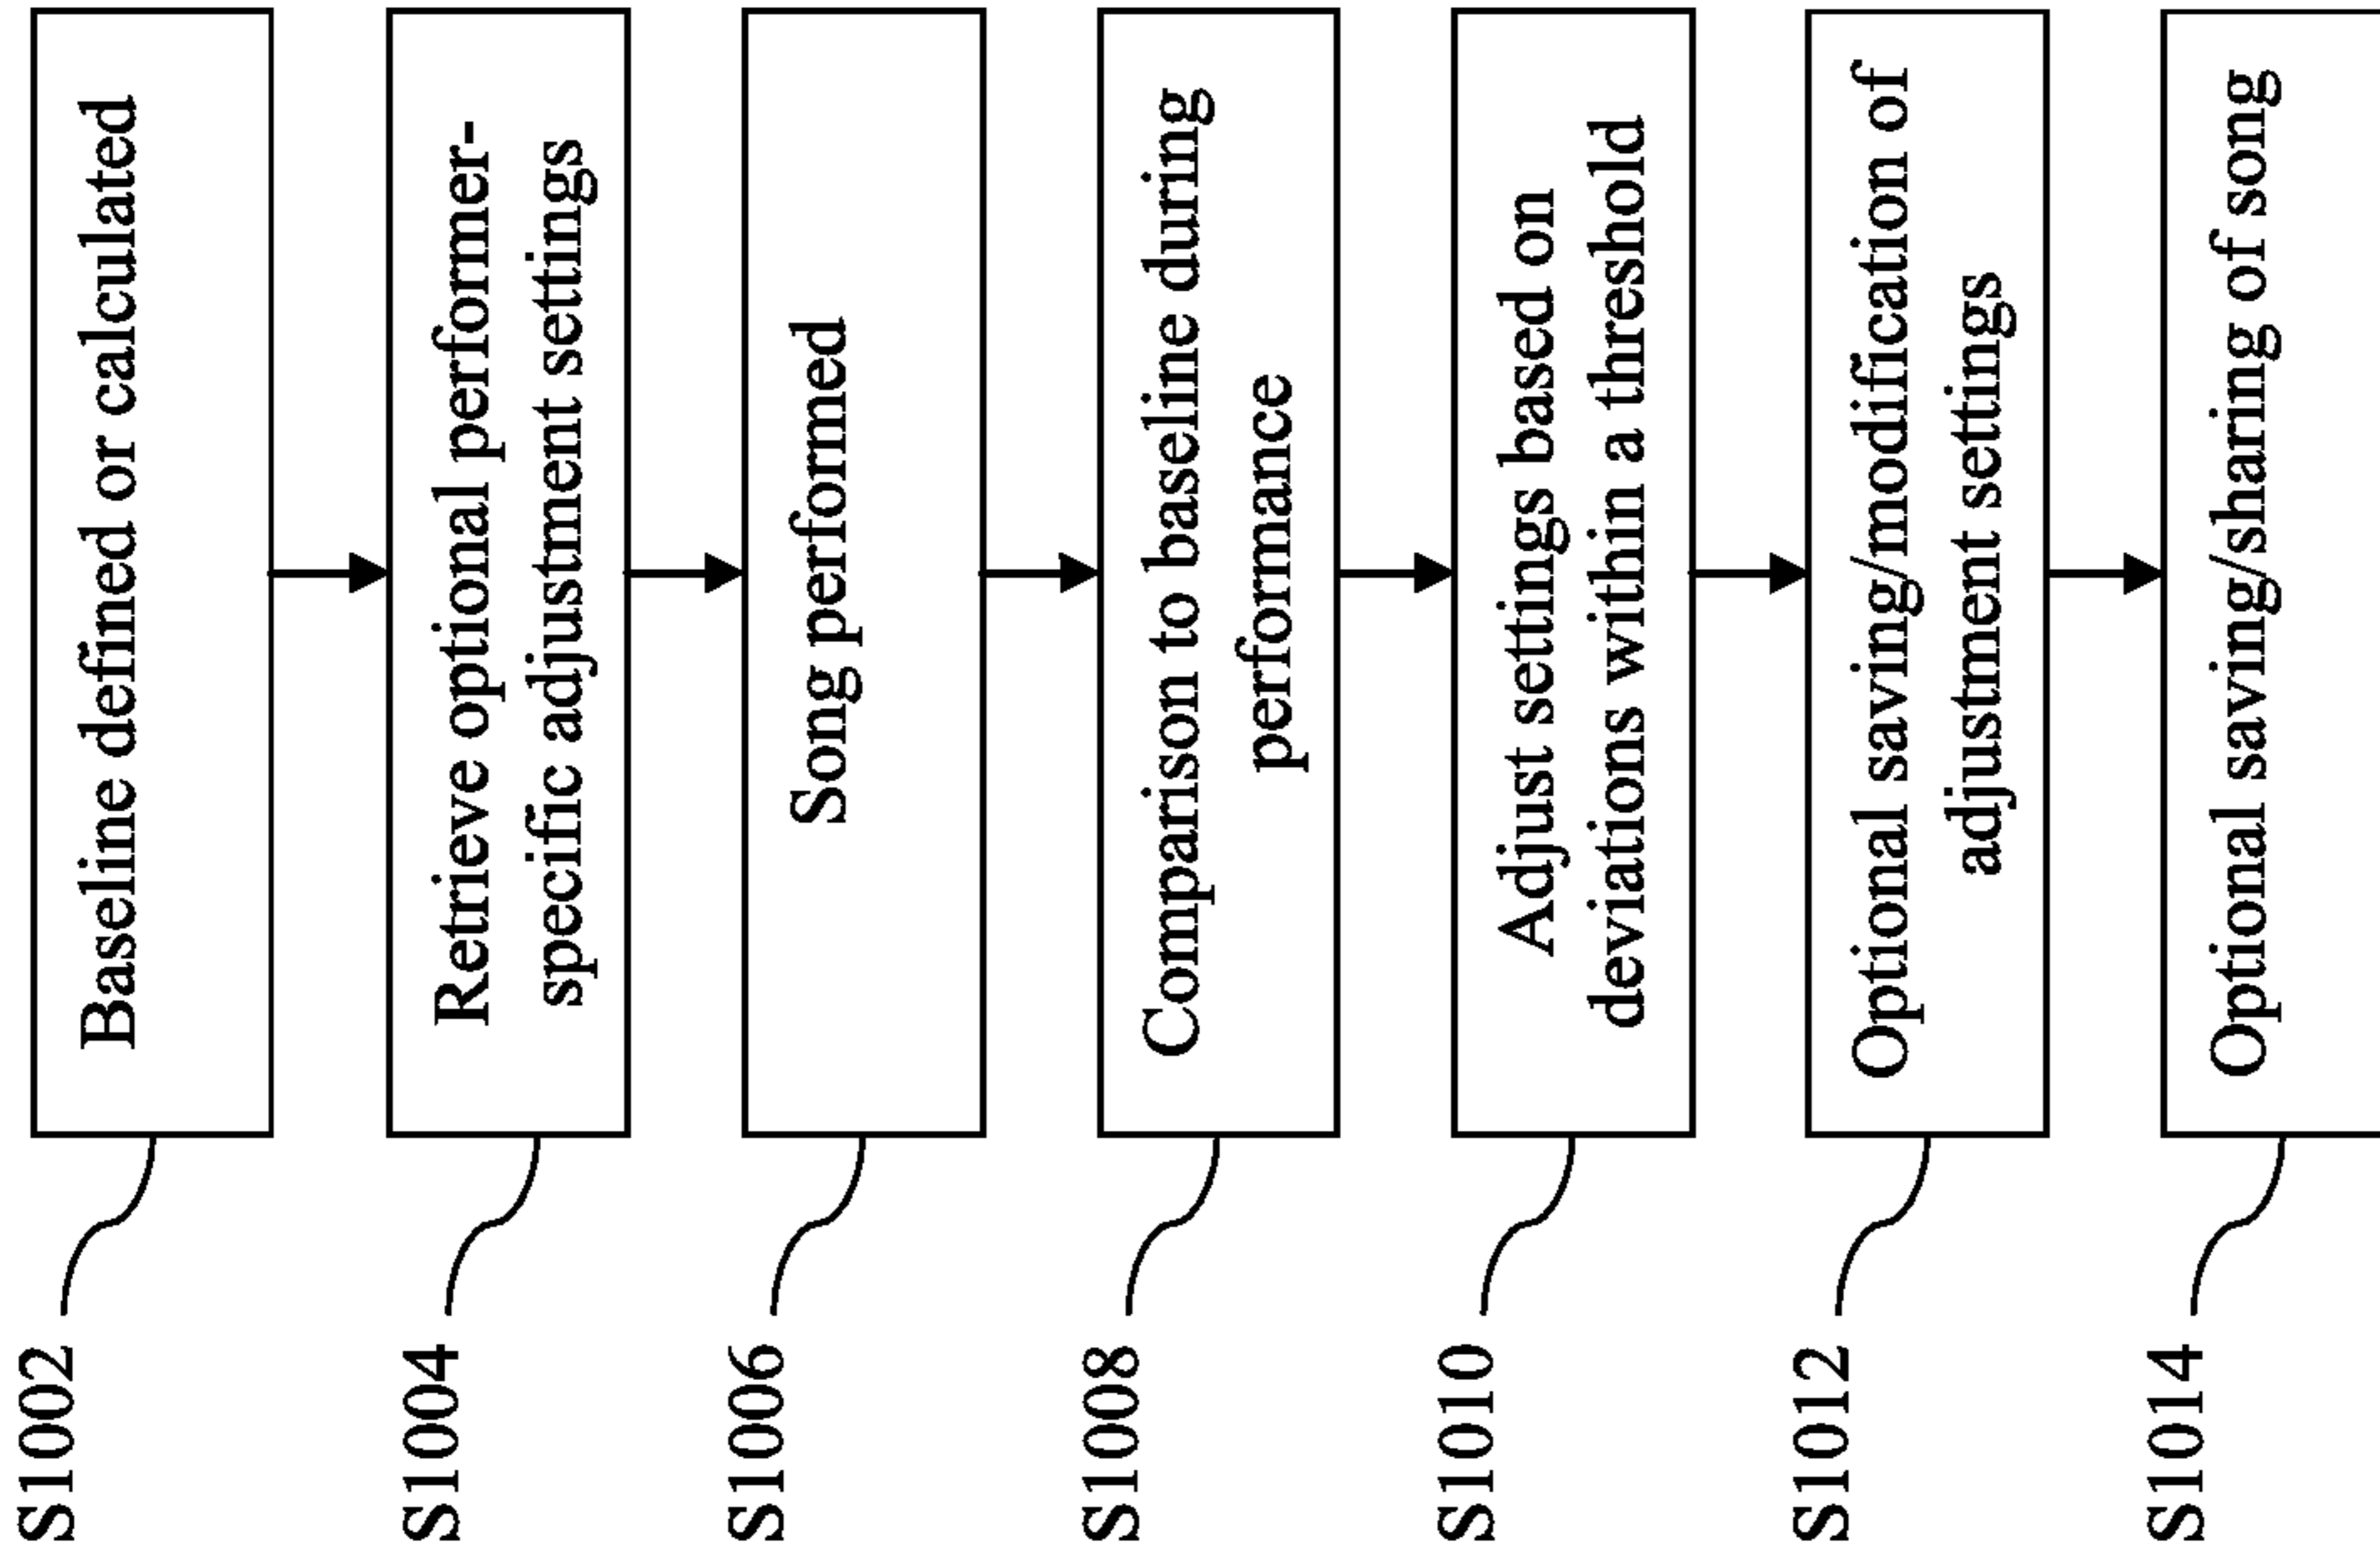 S1002
Baseline defined or calculated
S1004
Retrieve optional performer-
specific adjustment settings
S1006
Song performed
S1008
Comparison to baseline during
performance
S1010
Adjust settings based on
deviations within a threshold
S1012
Optional saving/modification of
adjustment settings
S1014
Optional saving/sharing of song